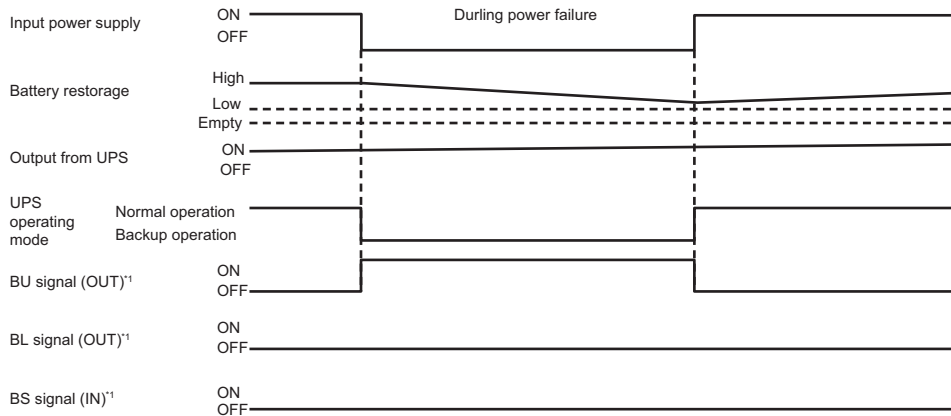 Input power supply
ON
OFF
Durling power failure
Battery restorage
High
Low
Empty
Output from UPS
ON
OFF
UPS
operating
mode
Normal operation
Backup operation
BU signal (OUT)*1
ON
OFF
BL signal (OUT)*1
ON
OFF
BS signal (IN)*1
ON
OFF